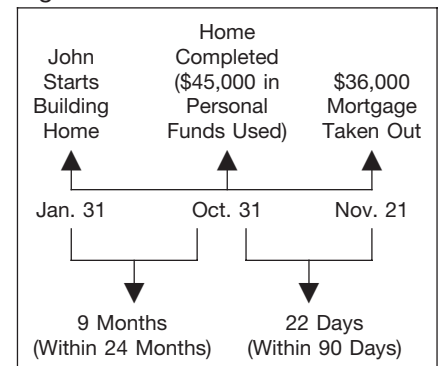 John
Starts
Building
Home
Home
Completed
($45,000 in
Personal
Funds Used)
$36,000
Mortgage
Taken Out
Jan. 31 Oct. 31 Nov. 21
9 Months
(Within 24 Months)
22 Days
(Within 90 Days)